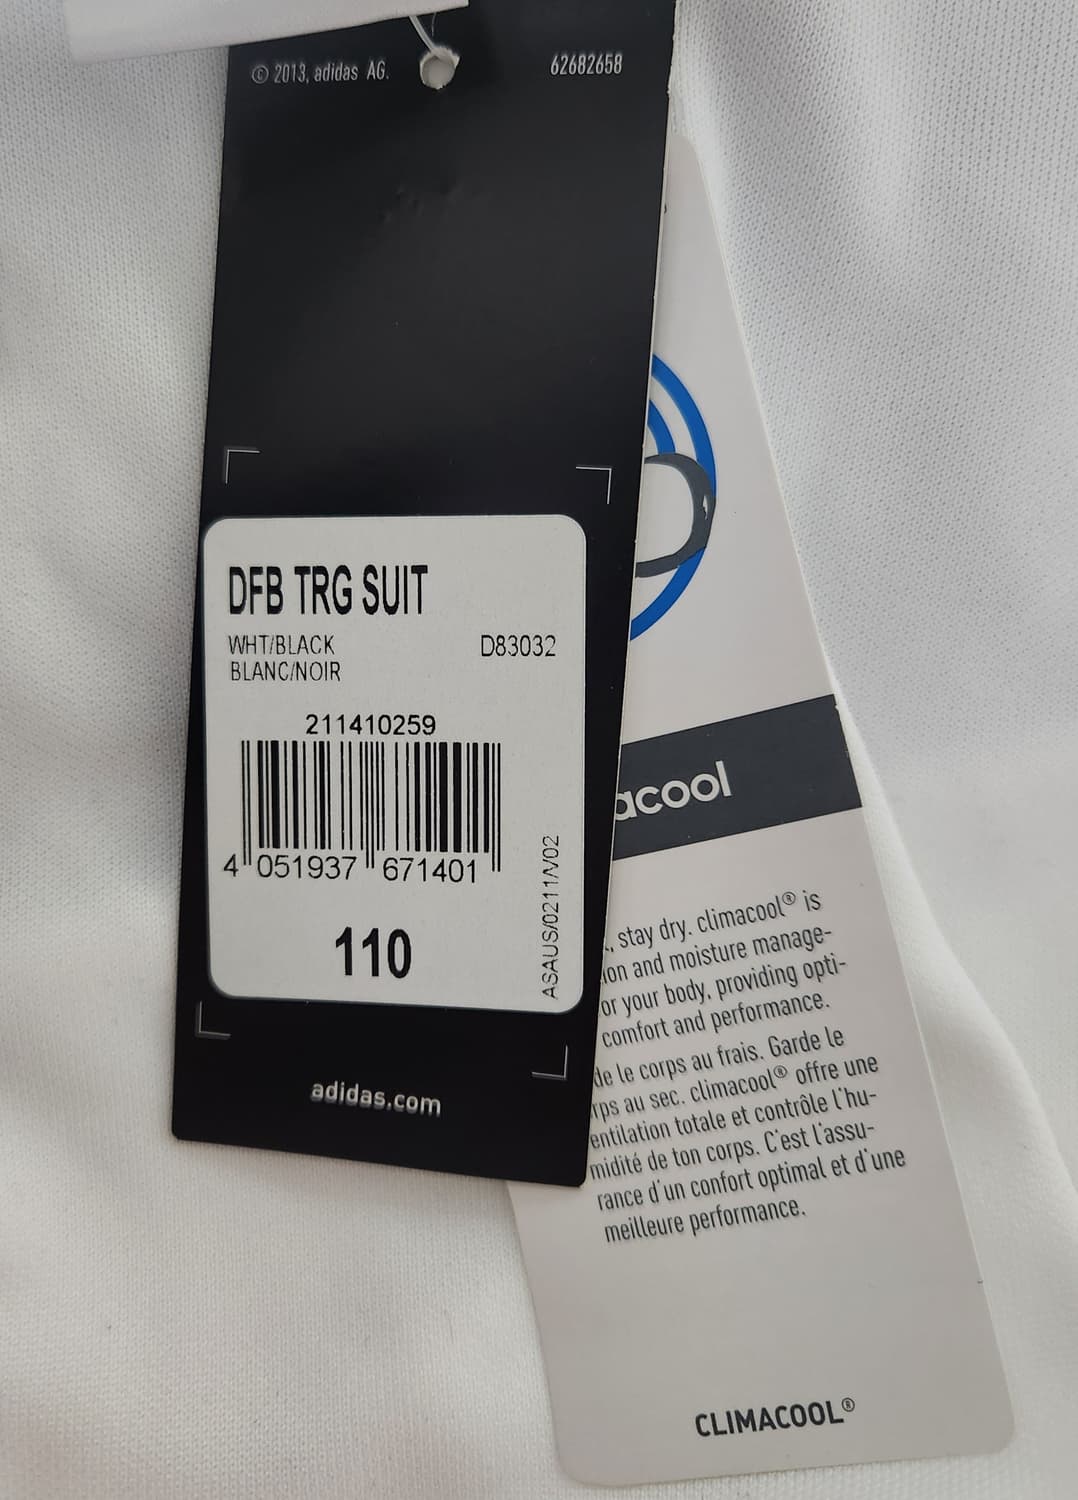 © 2013, adidas AG.
62682658
DFB TRG SUIT
WHT/BLACK
D83032
BLANC/NOIR
211410259
4 051937 671401
110
ASAUS/0211/V02
adidas.com
acool
., stay dry. climacool® is
ion and moisture manage-
or your body, providing opti-
comfort and performance.
de le corps au frais. Garde le
rps au sec. climacool® offre une
entilation totale et contrôle l'hu-
midité de ton corps. C'est l'assu-
rance d'un confort optimal et d'une
meilleure performance.
CLIMACOOL®